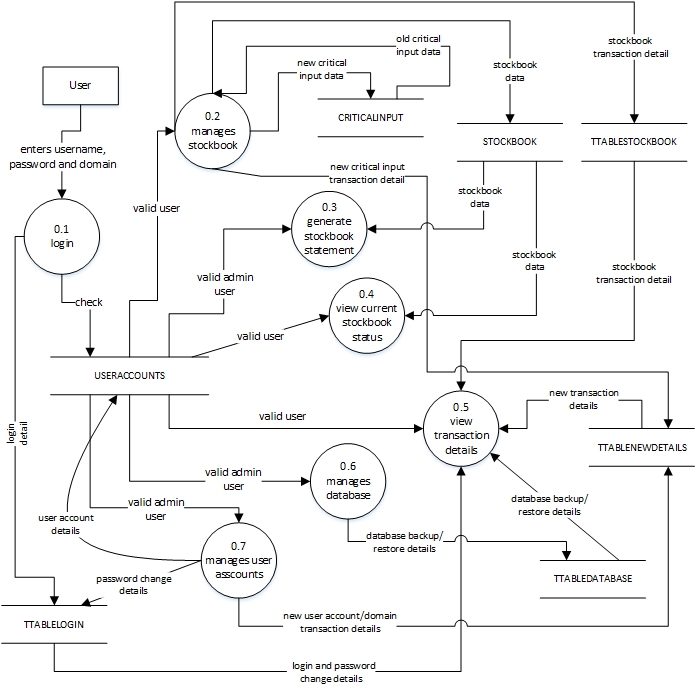 old critical
input data
new critical
input data
stockbook
transaction detail
stockbook
data
User
0.2
manages
stockbook
CRITICALINPUT
STOCKBOOK
TTABLESTOCKBOOK
enters username,
password and domain
new critical input
transaction detail
valid user
0.3
generate
stockbook
statement
stockbook
data
0.1
login
stockbook
data
stockbook
transaction detail
valid admin
user
check
0.4
view current
stockbook
status
valid user
USERACCOUNTS
login
detail
valid user
0.5
view
transaction
details
new transaction
details
TTABLENEWDETAILS
valid admin
user
0.6
manages
database
valid admin
user
database backup/
restore details
user account
details
0.7
manages user
asscounts
database backup/
restore details
password change
details
TTABLEDATABASE
TTABLELOGIN
new user account/domain
transaction details
login and password
change details